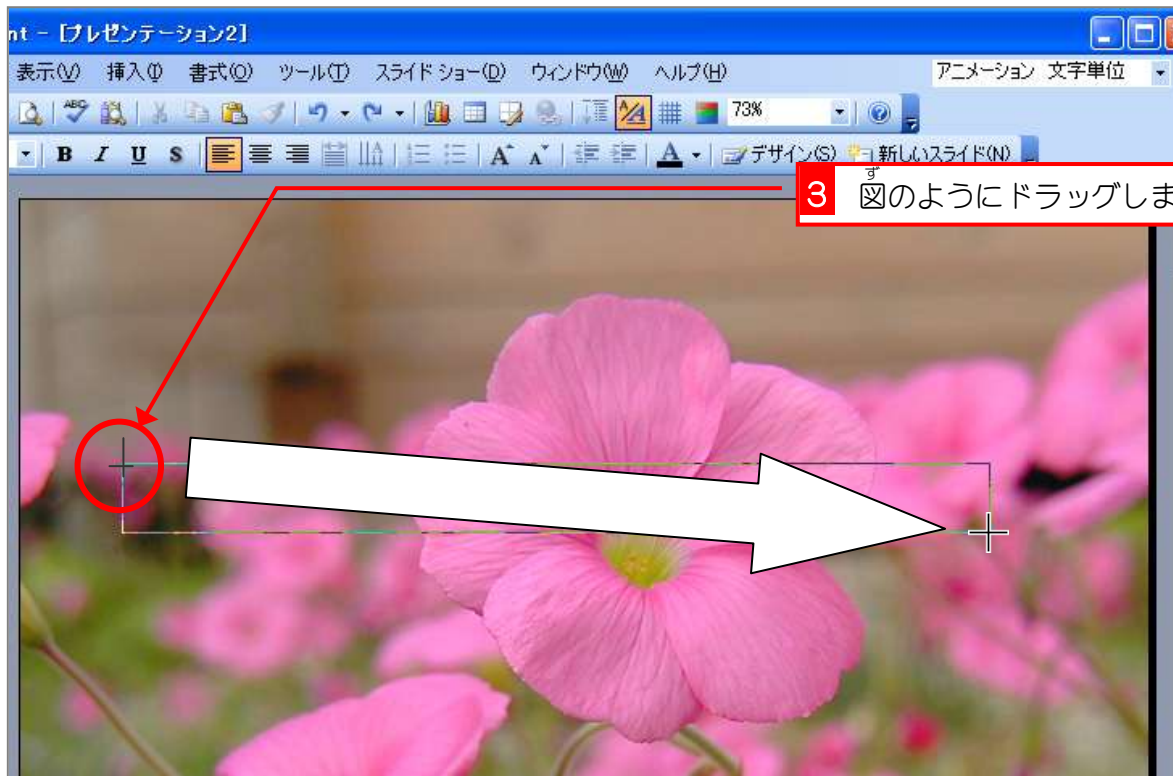 nt - [プレゼンテーション2]
表示(V) 挿入(I) 書式(O) ツール(T) スライド ショー(D) ウィンドウ(W) ヘルプ(H) アニメーション 文字単位
ABC 73%
B I U S A A A デザイン(S) 新しいスライド(N)
ず
3 図のようにドラッグしま